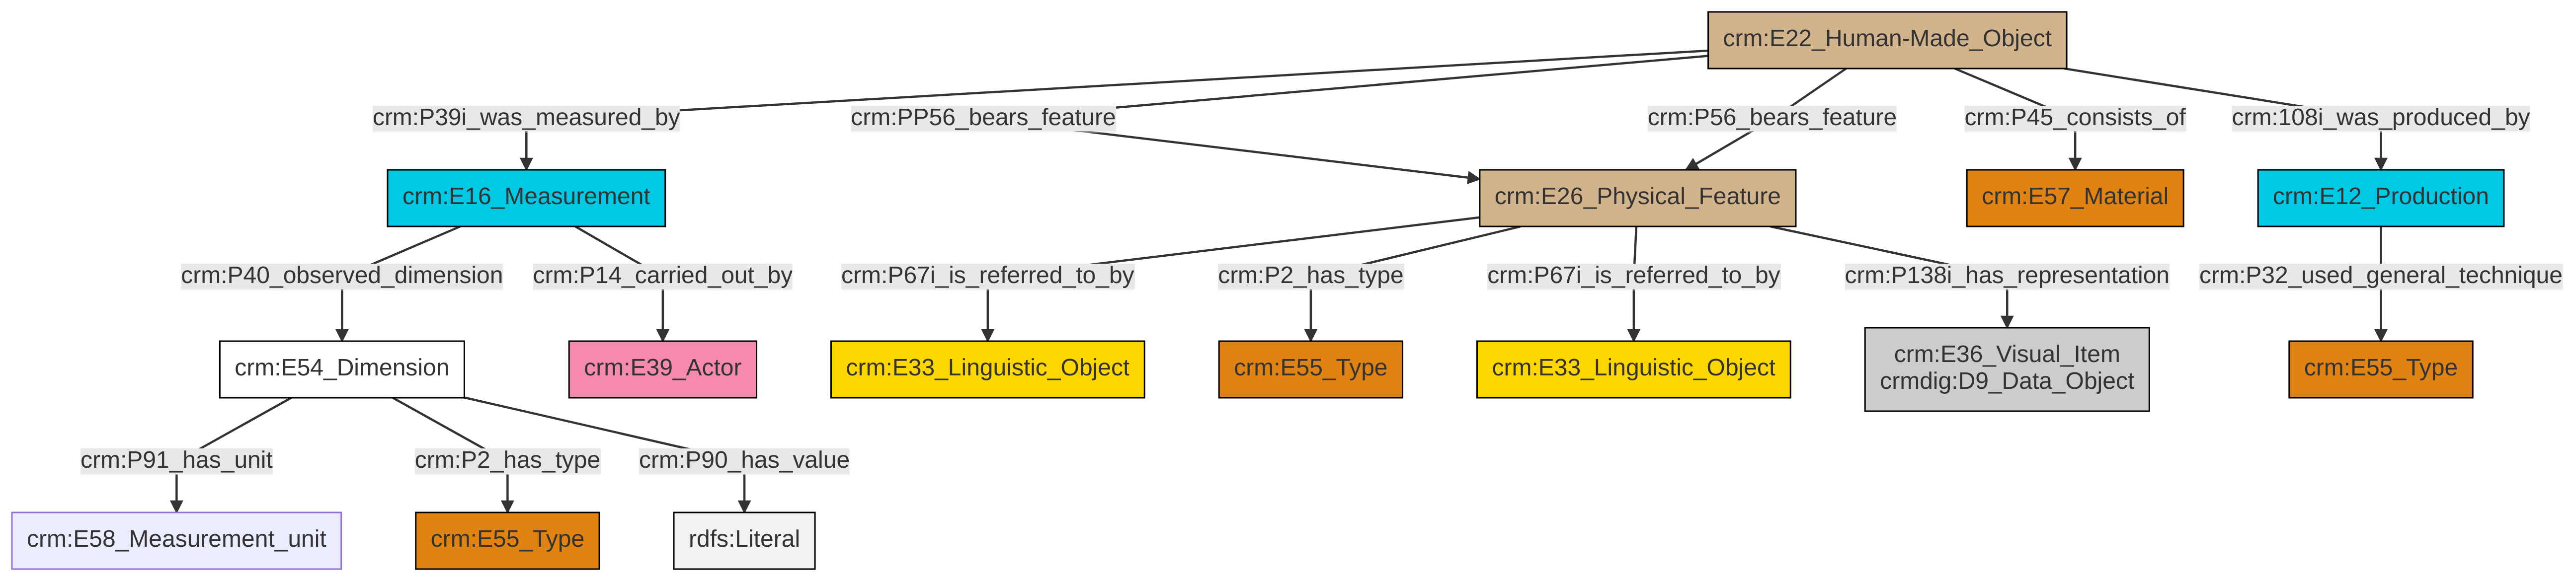 crm:E22_Human-Made_Object
crm:P39i_was_measured_by
crm:PP56_bears_feature
crm:P56_bears_feature
crm:P45_consists_of
crm:108i_was_produced_by
crm:E16_Measurement
crm:E26_Physical_Feature
crm:E57_Material
crm:E12_Production
crm:P40_observed_dimension
crm:P14_carried_out_by
crm:P67i_is_referred_to_by
crm:P2_has_type
crm:P67i_is_referred_to_by
crm:P138i_has_representation
crm:P32_used_general_technique
crm:E54_Dimension
crm:E39_Actor
crm:E33_Linguistic_Object
crm:E55_Type
crm:E33_Linguistic_Object
crm:E36_Visual_Item
crmdig:D9_Data_Object
crm:E55_Type
crm:P91_has_unit
crm:P2_has_type
crm:P90_has_value
crm:E58_Measurement_unit
crm:E55_Type
rdfs:Literal